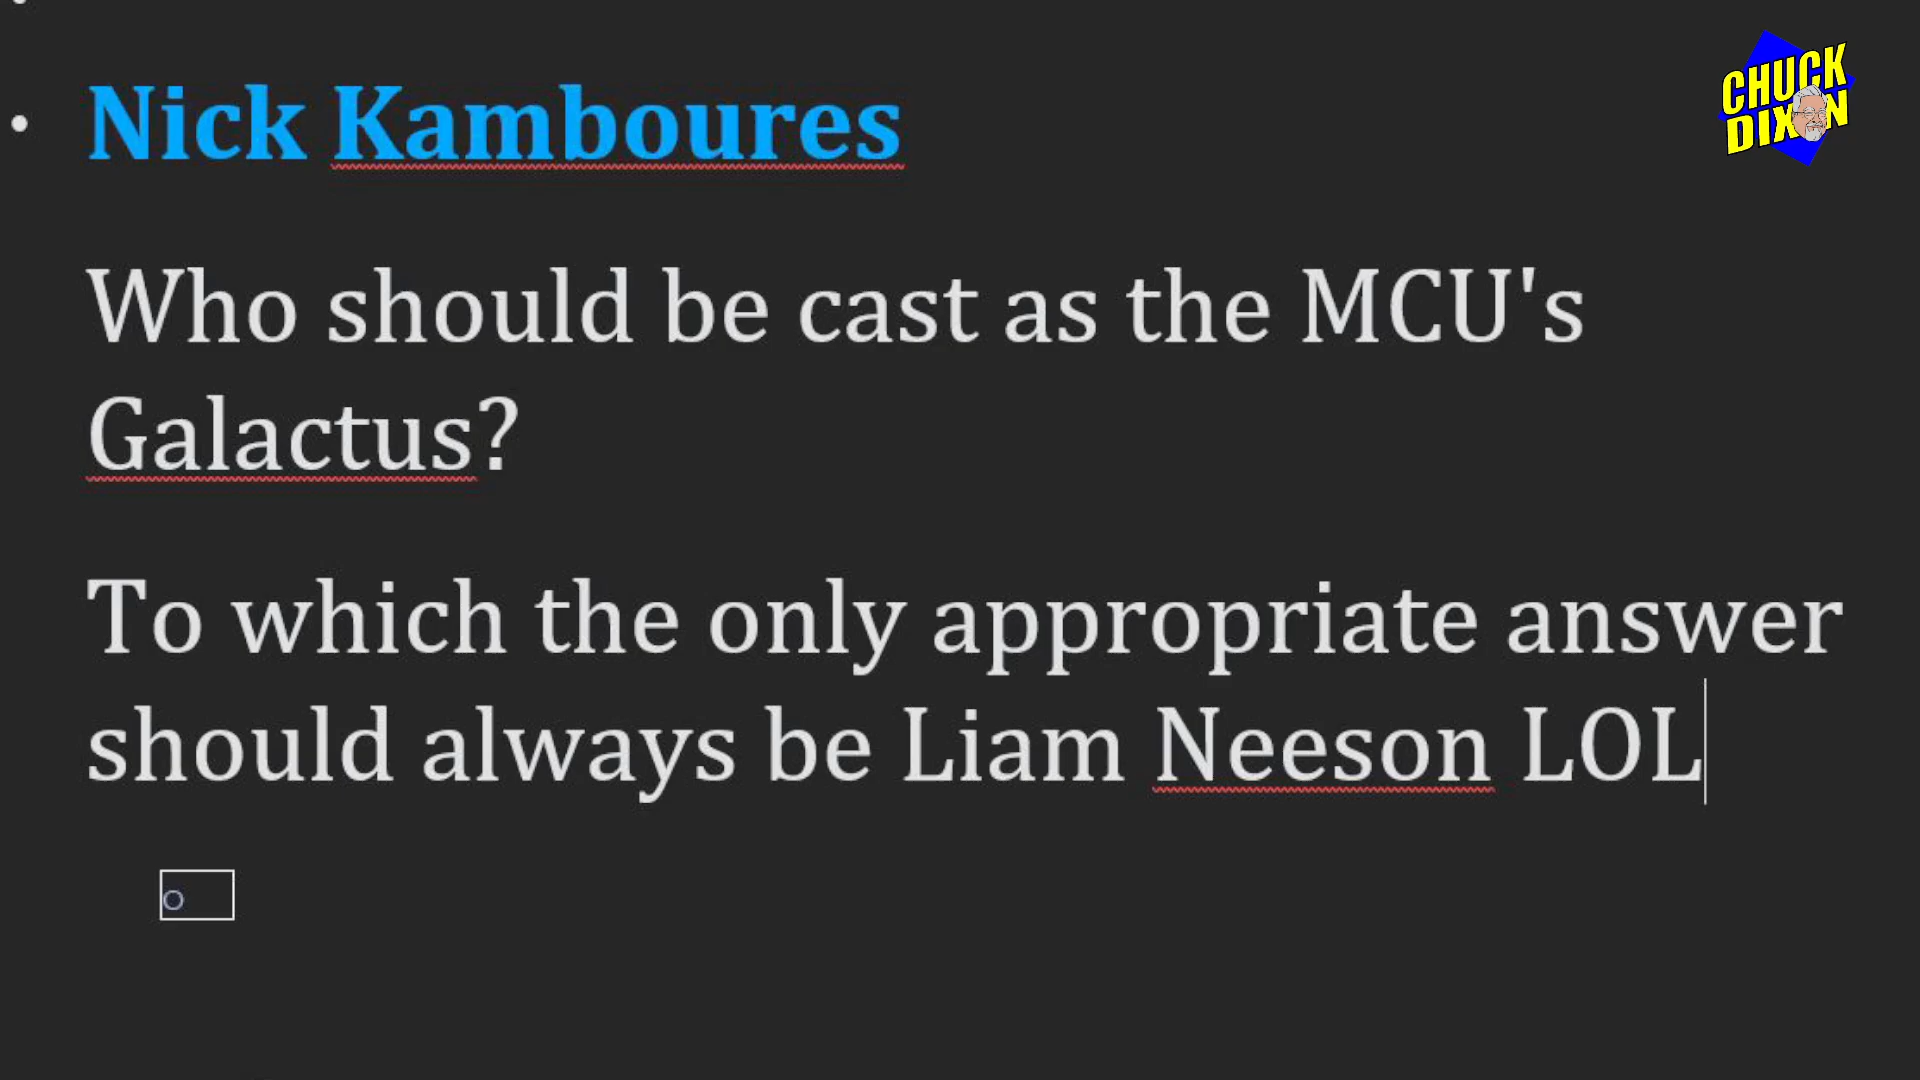 Nick Kamboures
CHUCK
DIXON
Who should be cast as the MCU's
Galactus?
To which the only appropriate answer
should always be Liam Neeson LOL